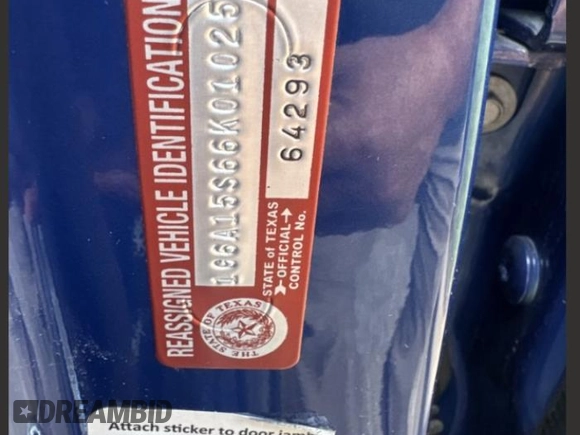 REASSIGNED VEHICLE IDENTIFICATION
1G6A15S66K01025
STATE of TEXAS
OFFICIAL
CONTROL No.
64293
THE STATE OF TEXAS
Attach sticker to door jamb
DREAMBID